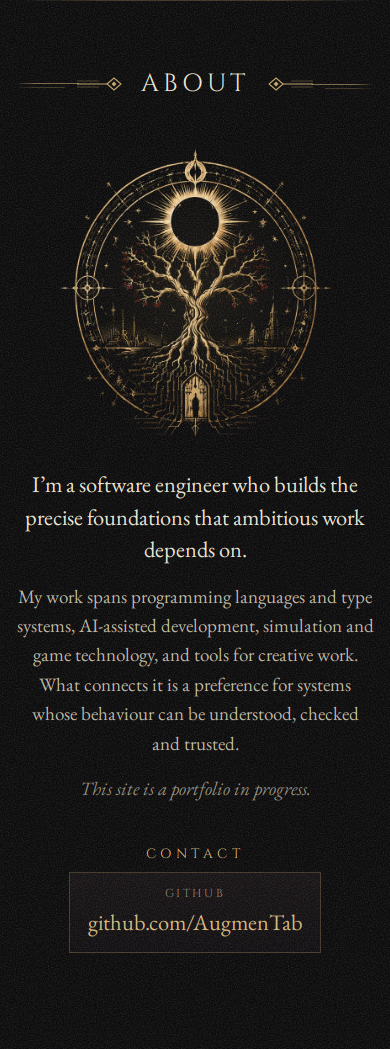 ABOUT
I’m a software engineer who builds the
precise foundations that ambitious work
depends on.
My work spans programming languages and type
systems, AI-assisted development, simulation and
game technology, and tools for creative work.
What connects it is a preference for systems
whose behaviour can be understood, checked
and trusted.
This site is a portfolio in progress.
CONTACT
GITHUB
github.com/AugmenTab